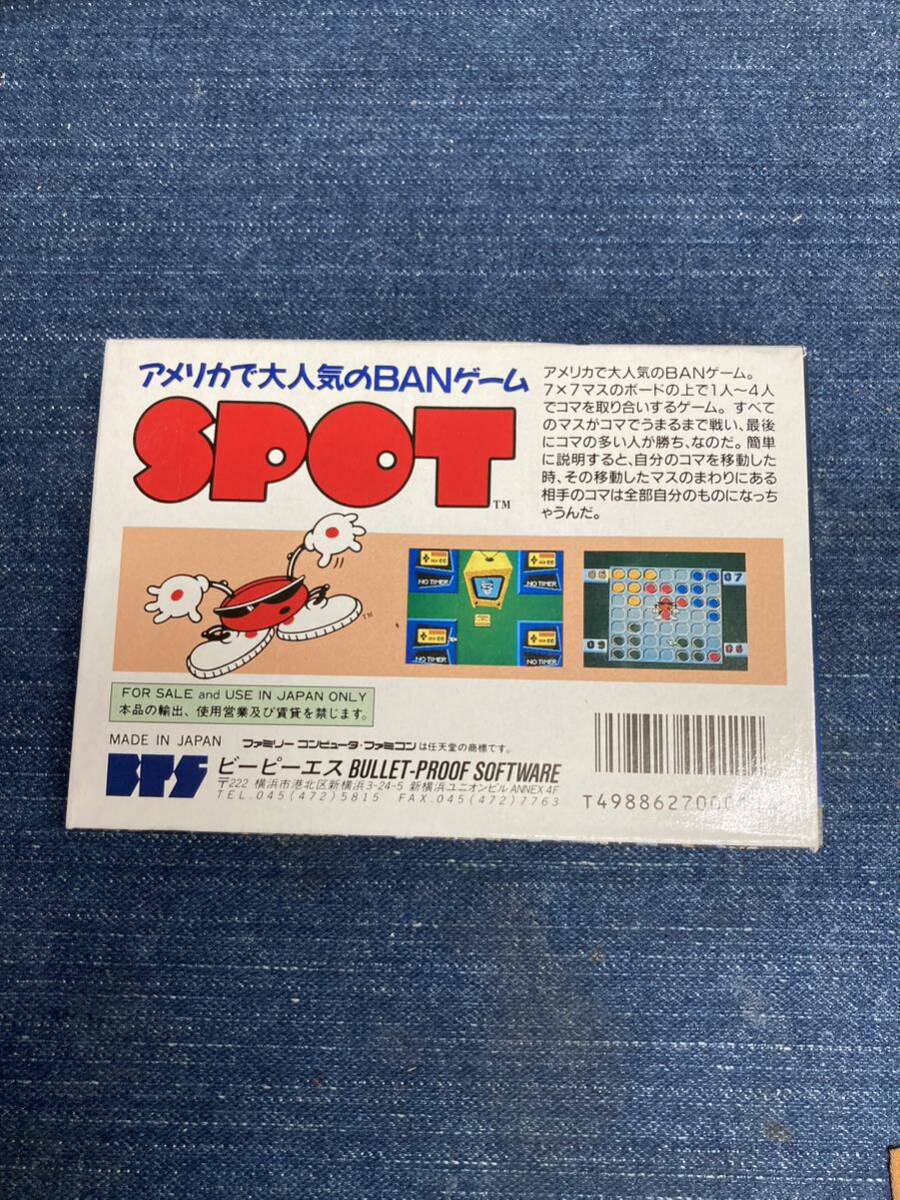 アメリカで大人気のBANゲーム
SPOT™
アメリカで大人気のBANゲーム。
7×7マスのボードの上で1人〜4人
でコマを取り合いするゲーム。すべて
のマスがコマでうまるまで戦い、最後
にコマの多い人が勝ち、なのだ。簡単
に説明すると、自分のコマを移動した
時、その移動したマスのまわりにある
相手のコマは全部自分のものになっち
ゃうんだ。
TM
NO TIMER
NO TIMER
NO TIMER
NO TIMER
07
09
06
FOR SALE and USE IN JAPAN ONLY
本品の輸出、使用営業及び賃貸を禁じます。
MADE IN JAPAN ファミリーコンピュータ・ファミコンは任天堂の商標です。
BPS ビーピーエス BULLET-PROOF SOFTWARE
〒222 横浜市港北区新横浜3-24-5 新横浜ユニオンビル ANNEX 4F
TEL.045(472)5815 FAX.045(472)7763
T4988627000